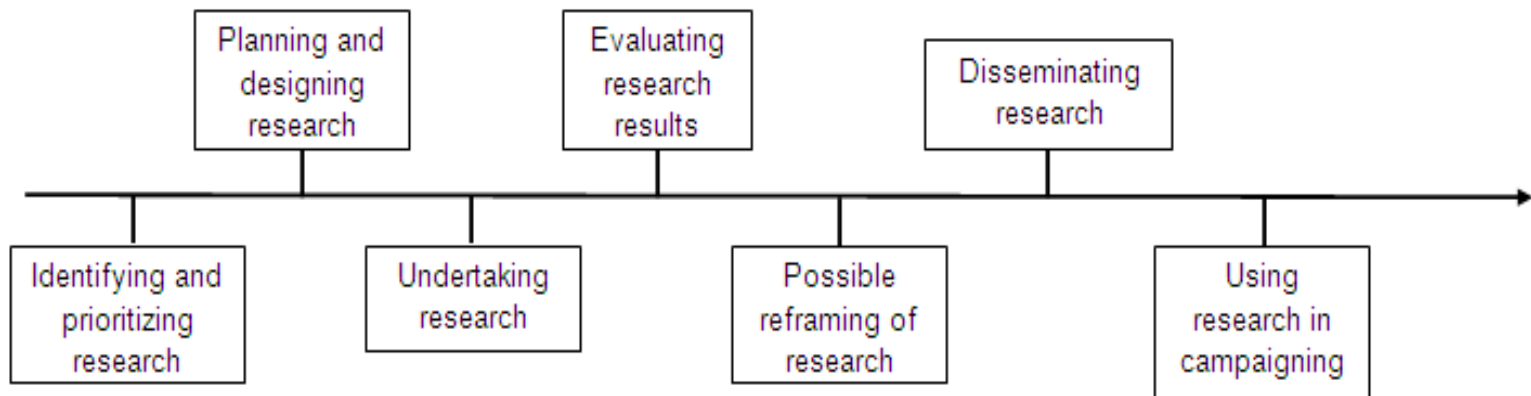 Planning and
designing
research
Evaluating
research
results
Disseminating
research
Identifying and
prioritizing
research
Undertaking
research
Possible
reframing of
research
Using
research in
campaigning